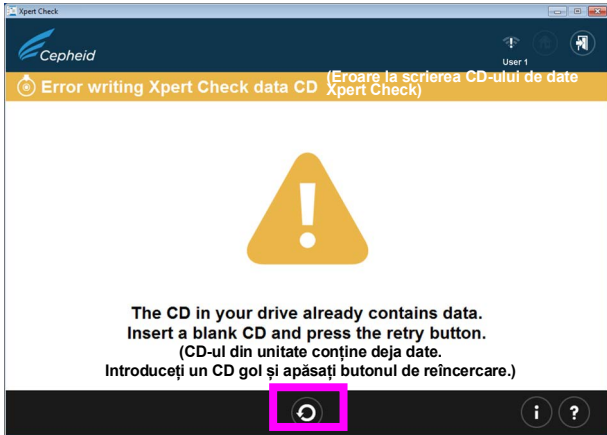 Xpert Check
Cepheid
User 1
Error writing Xpert Check data CD (Eroare la scrierea CD-ului de date
Xpert Check)
The CD in your drive already contains data.
Insert a blank CD and press the retry button.
(CD-ul din unitate conține deja date.
Introduceți un CD gol și apăsați butonul de reîncercare.)
i ?